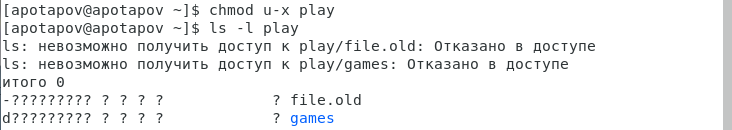 [apotapov@apotapov ~]$ chmod u-x play
[apotapov@apotapov ~]$ ls -l play
ls: невозможно получить доступ к play/file.old: Отказано в доступе
ls: невозможно получить доступ к play/games: Отказано в доступе
итого 0
-????????? ? ? ? ?            ? file.old
d????????? ? ? ? ?            ? games